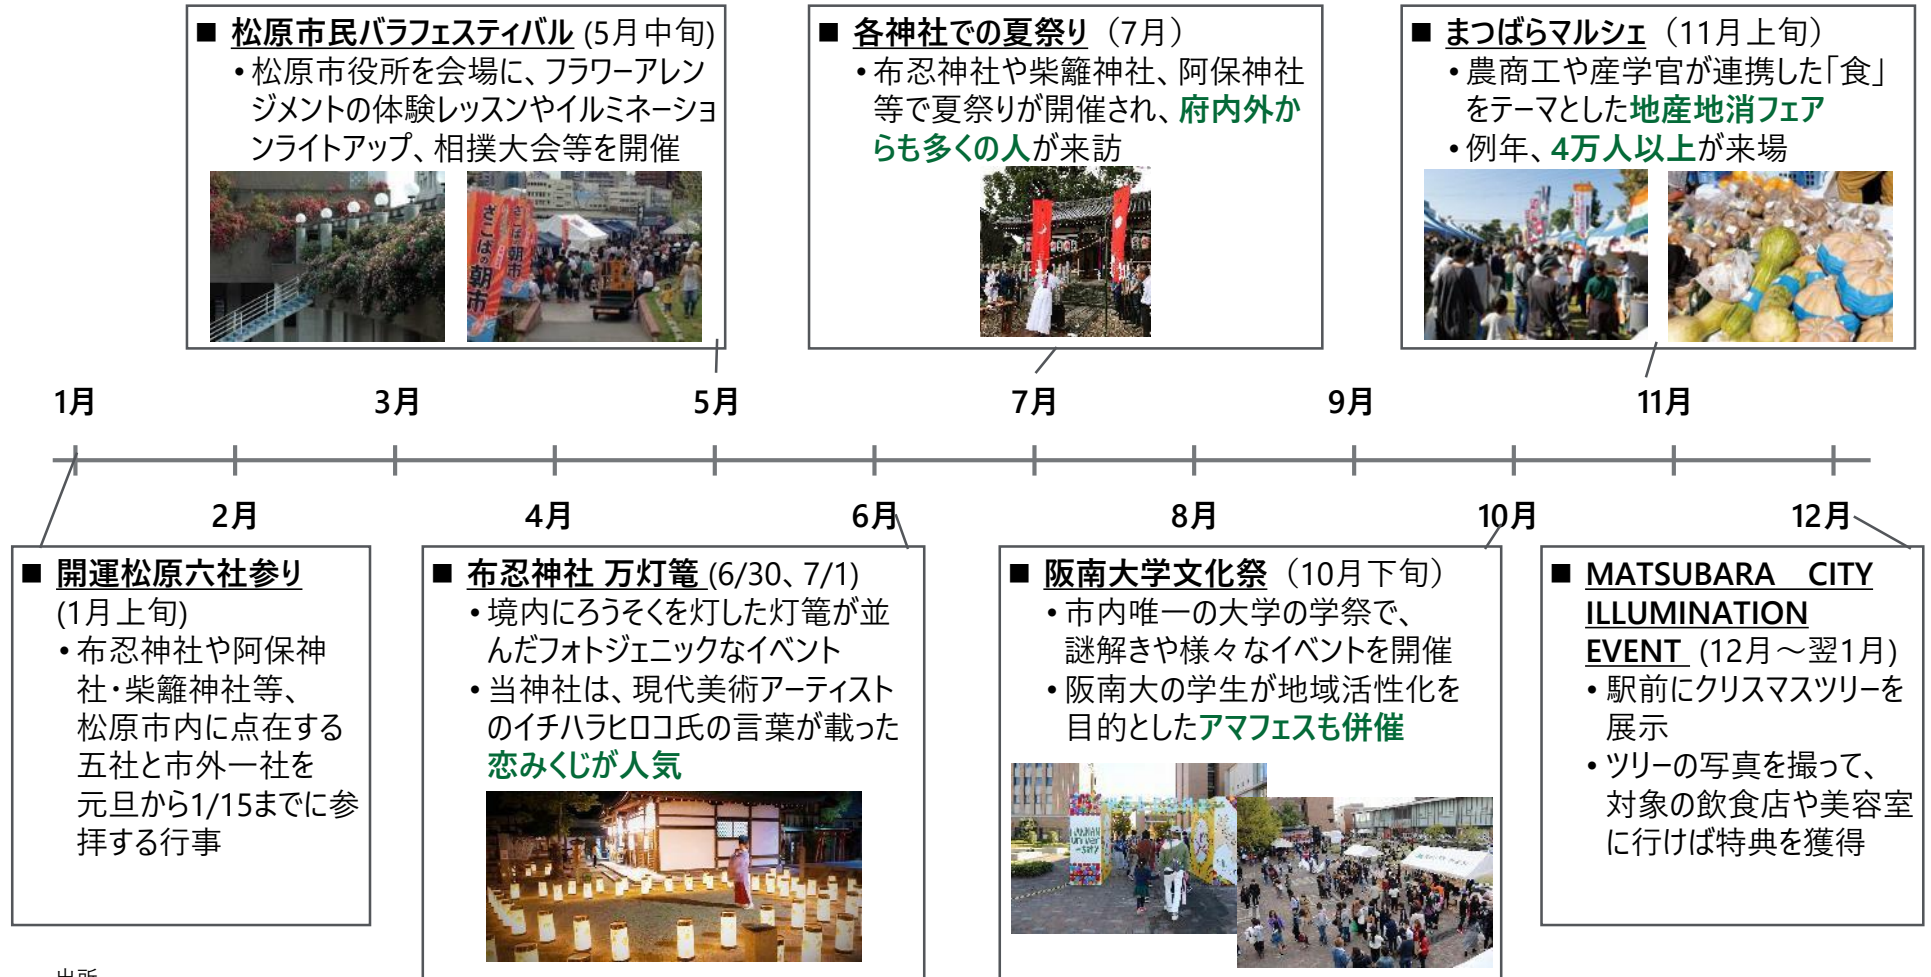 ■ 松原市民バラフェスティバル (5月中旬)
• 松原市役所を会場に、フラワーアレン
ジメントの体験レッスンやイルミネーショ
ンライトアップ、相撲大会等を開催
ざこばの朝市
ざこばの朝市
■ 各神社での夏祭り（7月）
• 布忍神社や柴籬神社、阿保神社
等で夏祭りが開催され、府内外か
らも多くの人が来訪
■ まつばらマルシェ（11月上旬）
• 農商工や産学官が連携した「食」
をテーマとした地産地消フェア
• 例年、4万人以上が来場
1月
3月
5月
7月
9月
11月
2月
4月
6月
8月
10月
12月
■ 開運松原六社参り
(1月上旬)
• 布忍神社や阿保神
社・柴籬神社等、
松原市内に点在する
五社と市外一社を
元旦から1/15までに参
拝する行事
■ 布忍神社 万灯篭 (6/30、7/1)
• 境内にろうそくを灯した灯篭が並
んだフォトジェニックなイベント
• 当神社は、現代美術アーティスト
のイチハラヒロコ氏の言葉が載った
恋みくじが人気
■ 阪南大学文化祭（10月下旬）
• 市内唯一の大学の学祭で、
謎解きや様々なイベントを開催
• 阪南大の学生が地域活性化を
目的としたアマフェスも併催
■ MATSUBARA CITY
ILLUMINATION
EVENT (12月～翌1月)
• 駅前にクリスマスツリーを
展示
• ツリーの写真を撮って、
対象の飲食店や美容室
に行けば特典を獲得